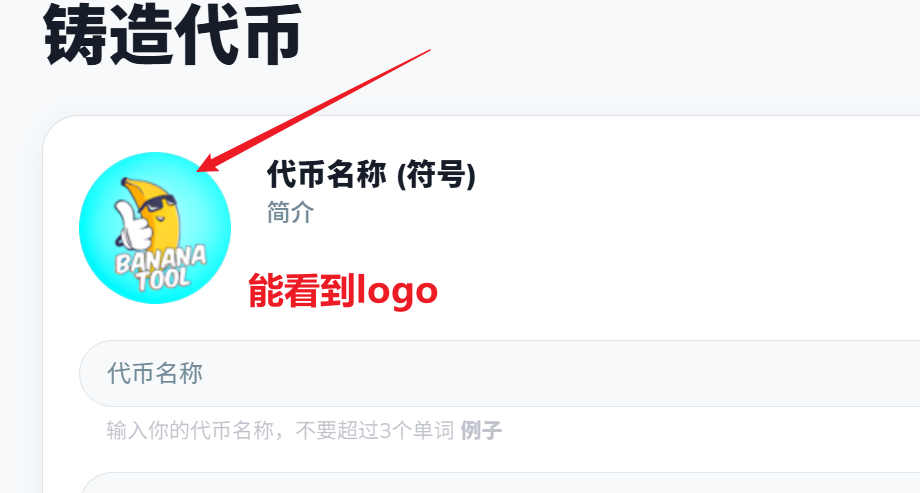 铸造代币
代币名称 (符号)
简介
BANANA
TOOL
能看到logo
代币名称
输入你的代币名称，不要超过3个单词 例子